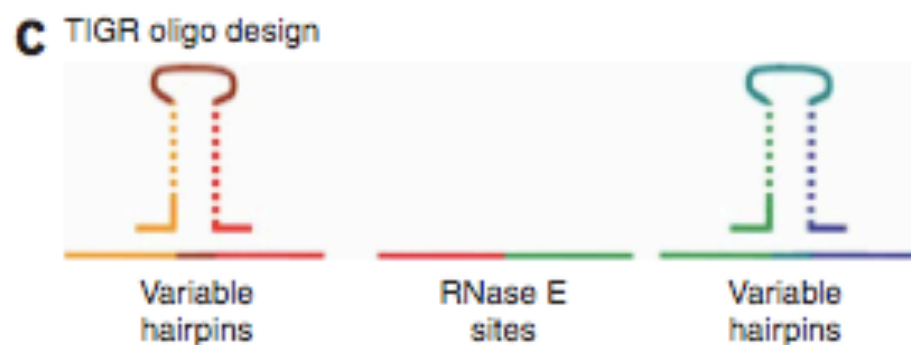 C TIGR oligo design
Variable RNase E Variable
hairpins sites hairpins